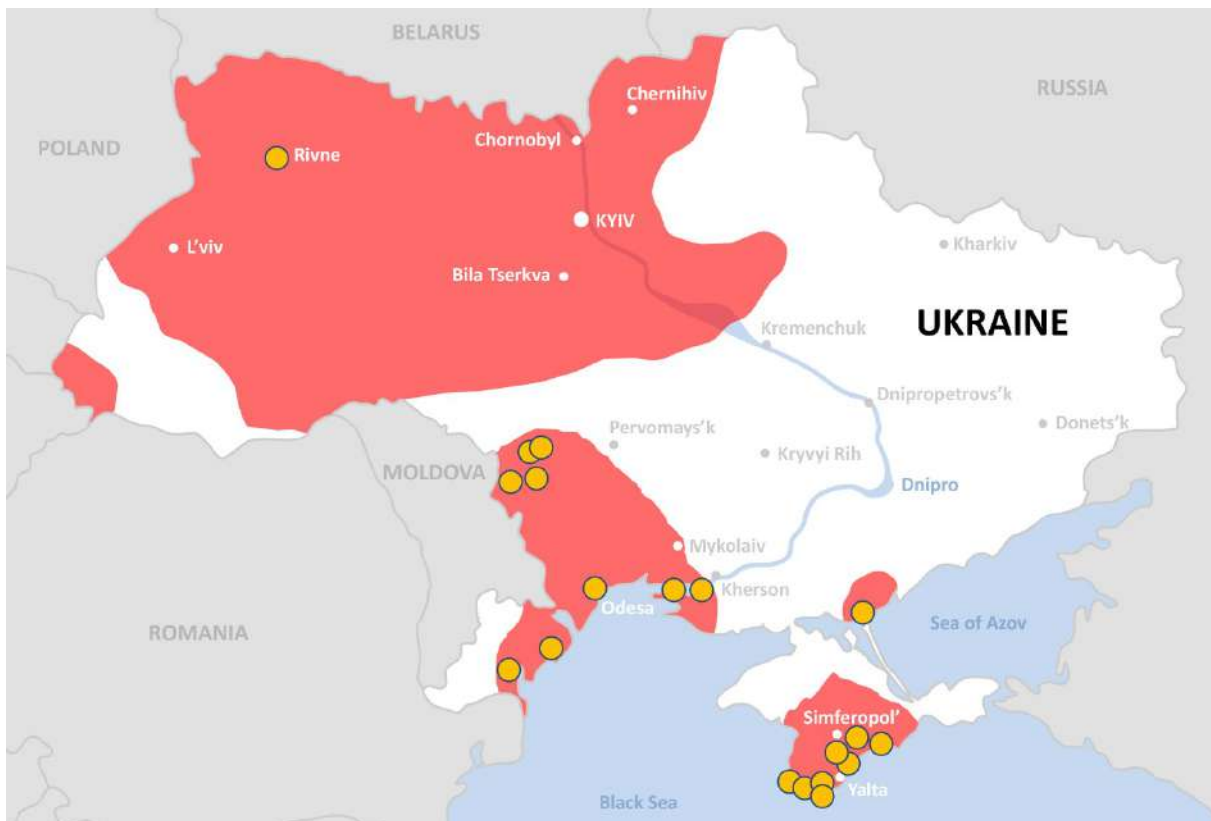 BELARUS
RUSSIA
Chernihiv
POLAND
Chornobyl
Rivne
KYIV
L'viv
Kharkiv
Bila Tserkva
UKRAINE
Kremenchuk
Dnipropetrovs'k
Pervomays'k
Donets'k
MOLDOVA
Kryvyi Rih
Dnipro
Mykolaiv
Kherson
Odesa
ROMANIA
Sea of Azov
Simferopol'
Yalta
Black Sea